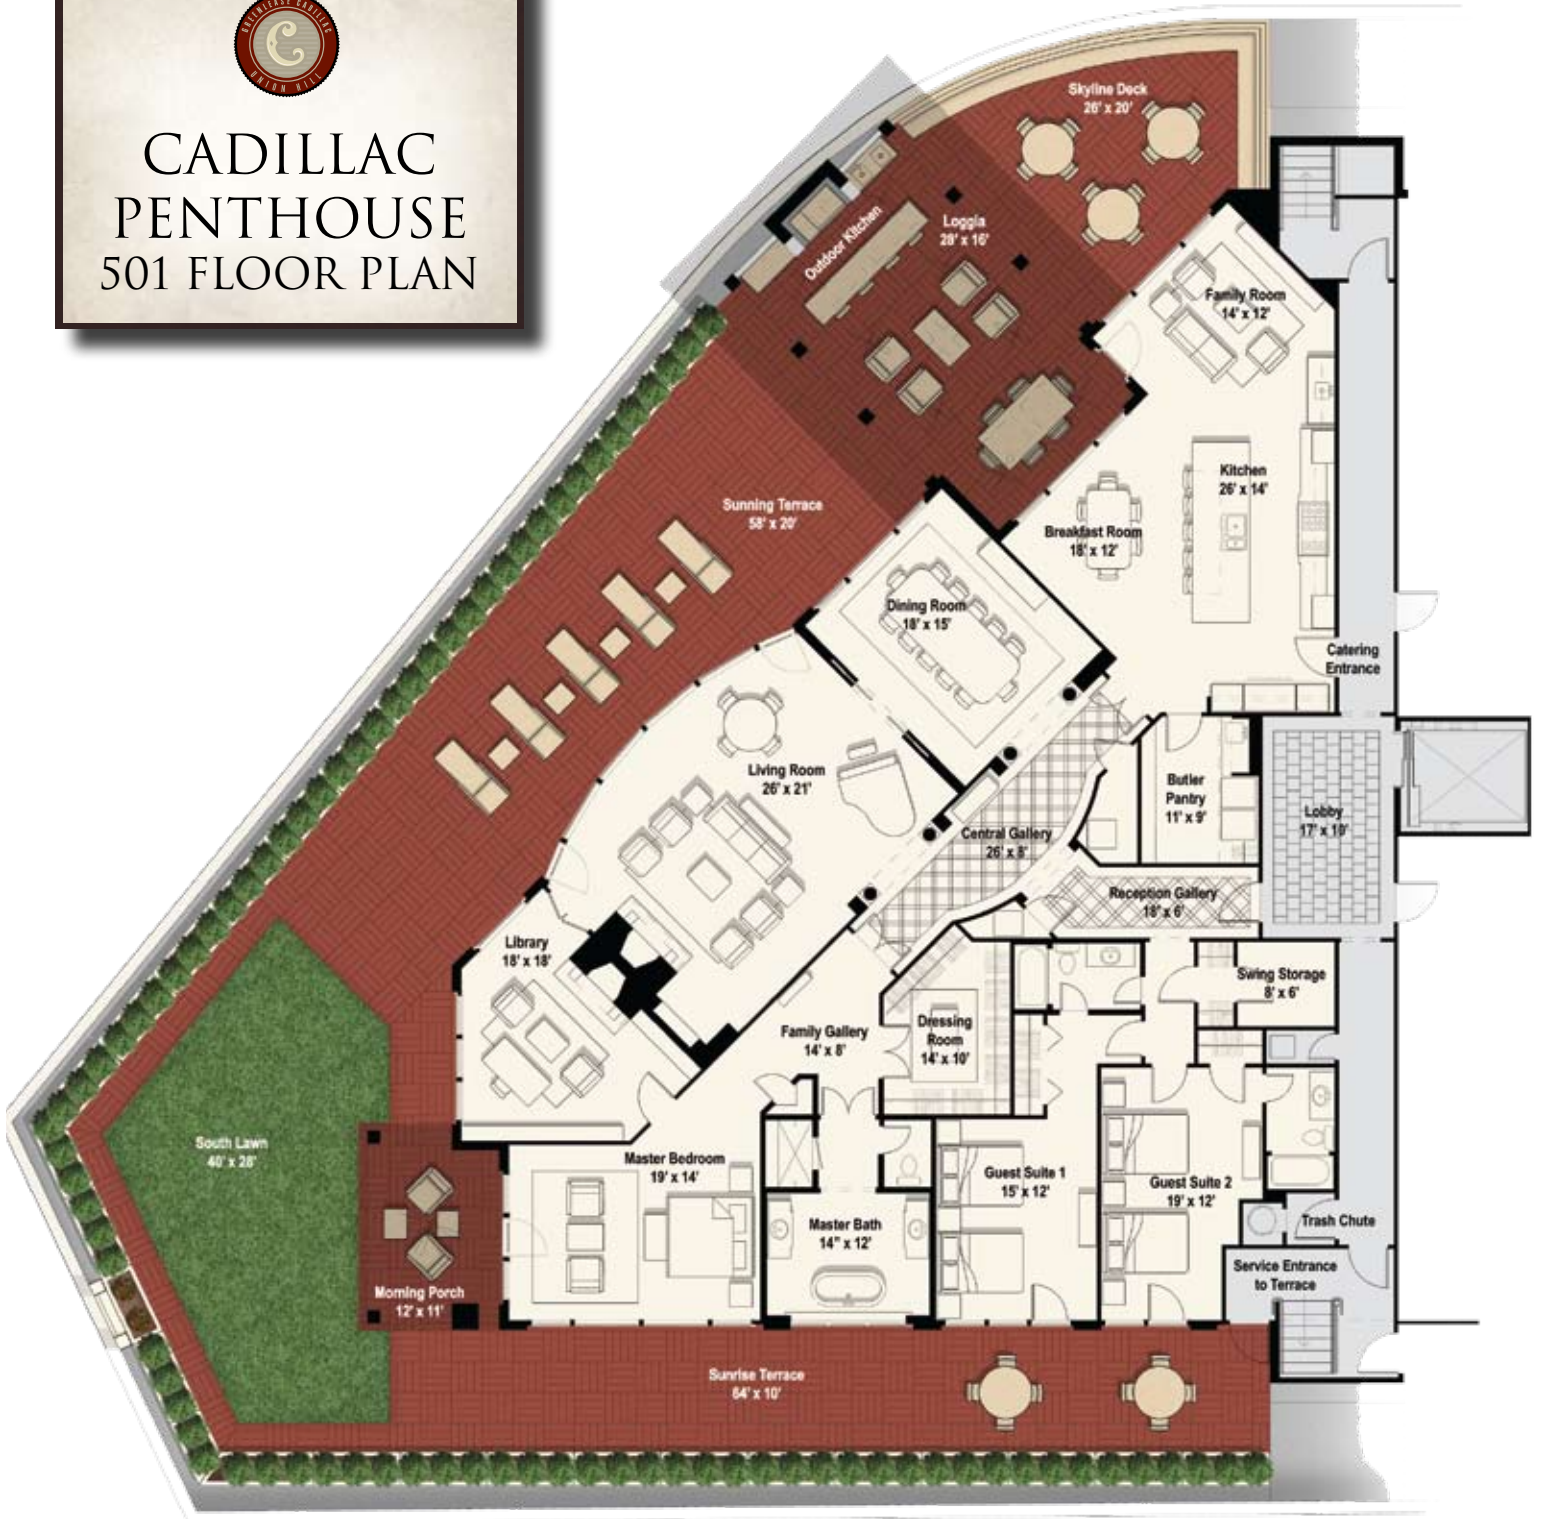 GREENLEASE CADILLAC
C
UNION HILL
CADILLAC
PENTHOUSE
501 FLOOR PLAN
Skyline Deck
26' x 20'
Outdoor Kitchen
Loggia
28' x 16'
Family Room
14' x 12'
Kitchen
26' x 14'
Sunning Terrace
58' x 20'
Breakfast Room
18' x 12'
Dining Room
18' x 15'
Catering
Entrance
Living Room
26' x 21'
Butler
Pantry
11' x 9'
Lobby
17' x 10'
Central Gallery
26' x 8'
Reception Gallery
18' x 6'
Library
18' x 18'
Swing Storage
8' x 6'
Family Gallery
14' x 8'
Dressing
Room
14' x 10'
South Lawn
40' x 28'
Master Bedroom
19' x 14'
Guest Suite 1
15' x 12'
Guest Suite 2
19' x 12'
Master Bath
14" x 12'
Trash Chute
Service Entrance
to Terrace
Morning Porch
12' x 11'
Sunrise Terrace
64' x 10'